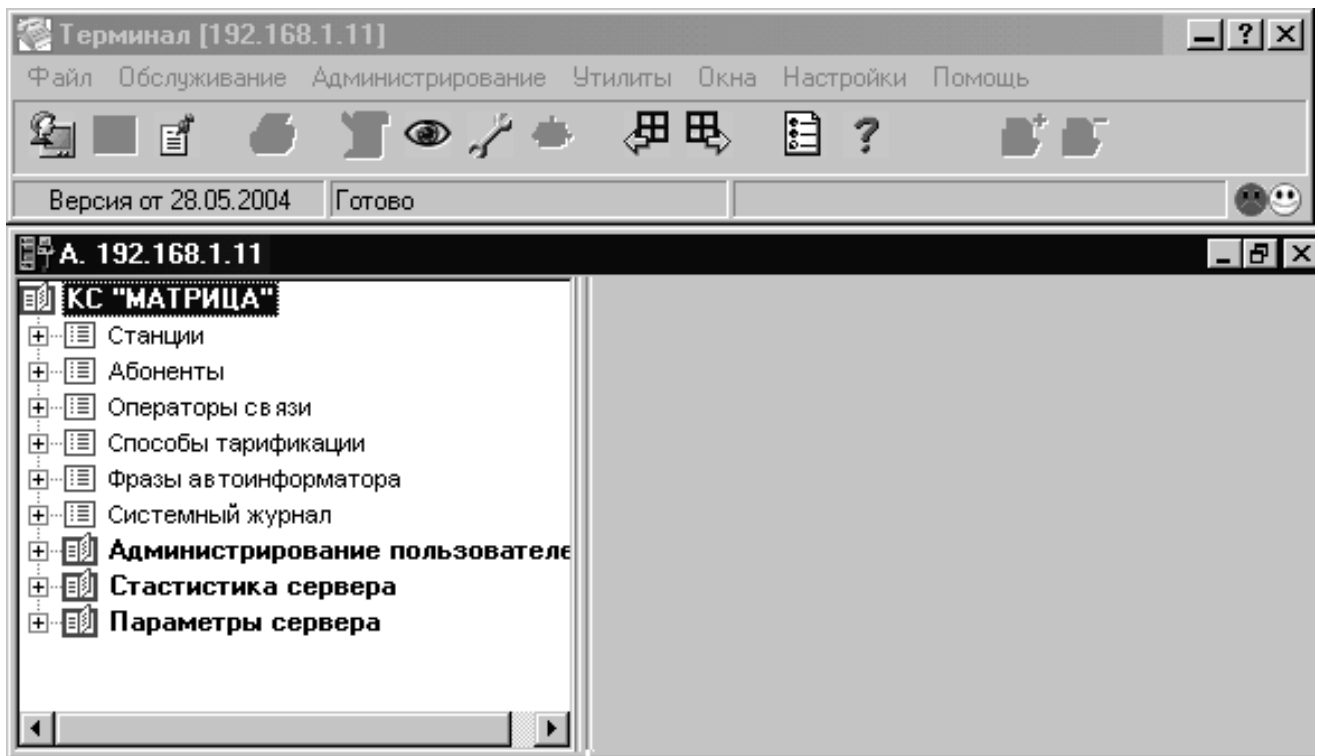 Терминал [192.168.1.11]
Файл Обслуживание Администрирование Утилиты Окна Настройки Помощь
Версия от 28.05.2004 Готово
А. 192.168.1.11
КС "МАТРИЦА"
Станции
Абоненты
Операторы связи
Способы тарификации
Фразы автоинформатора
Системный журнал
Администрирование пользователе
Стастистика сервера
Параметры сервера